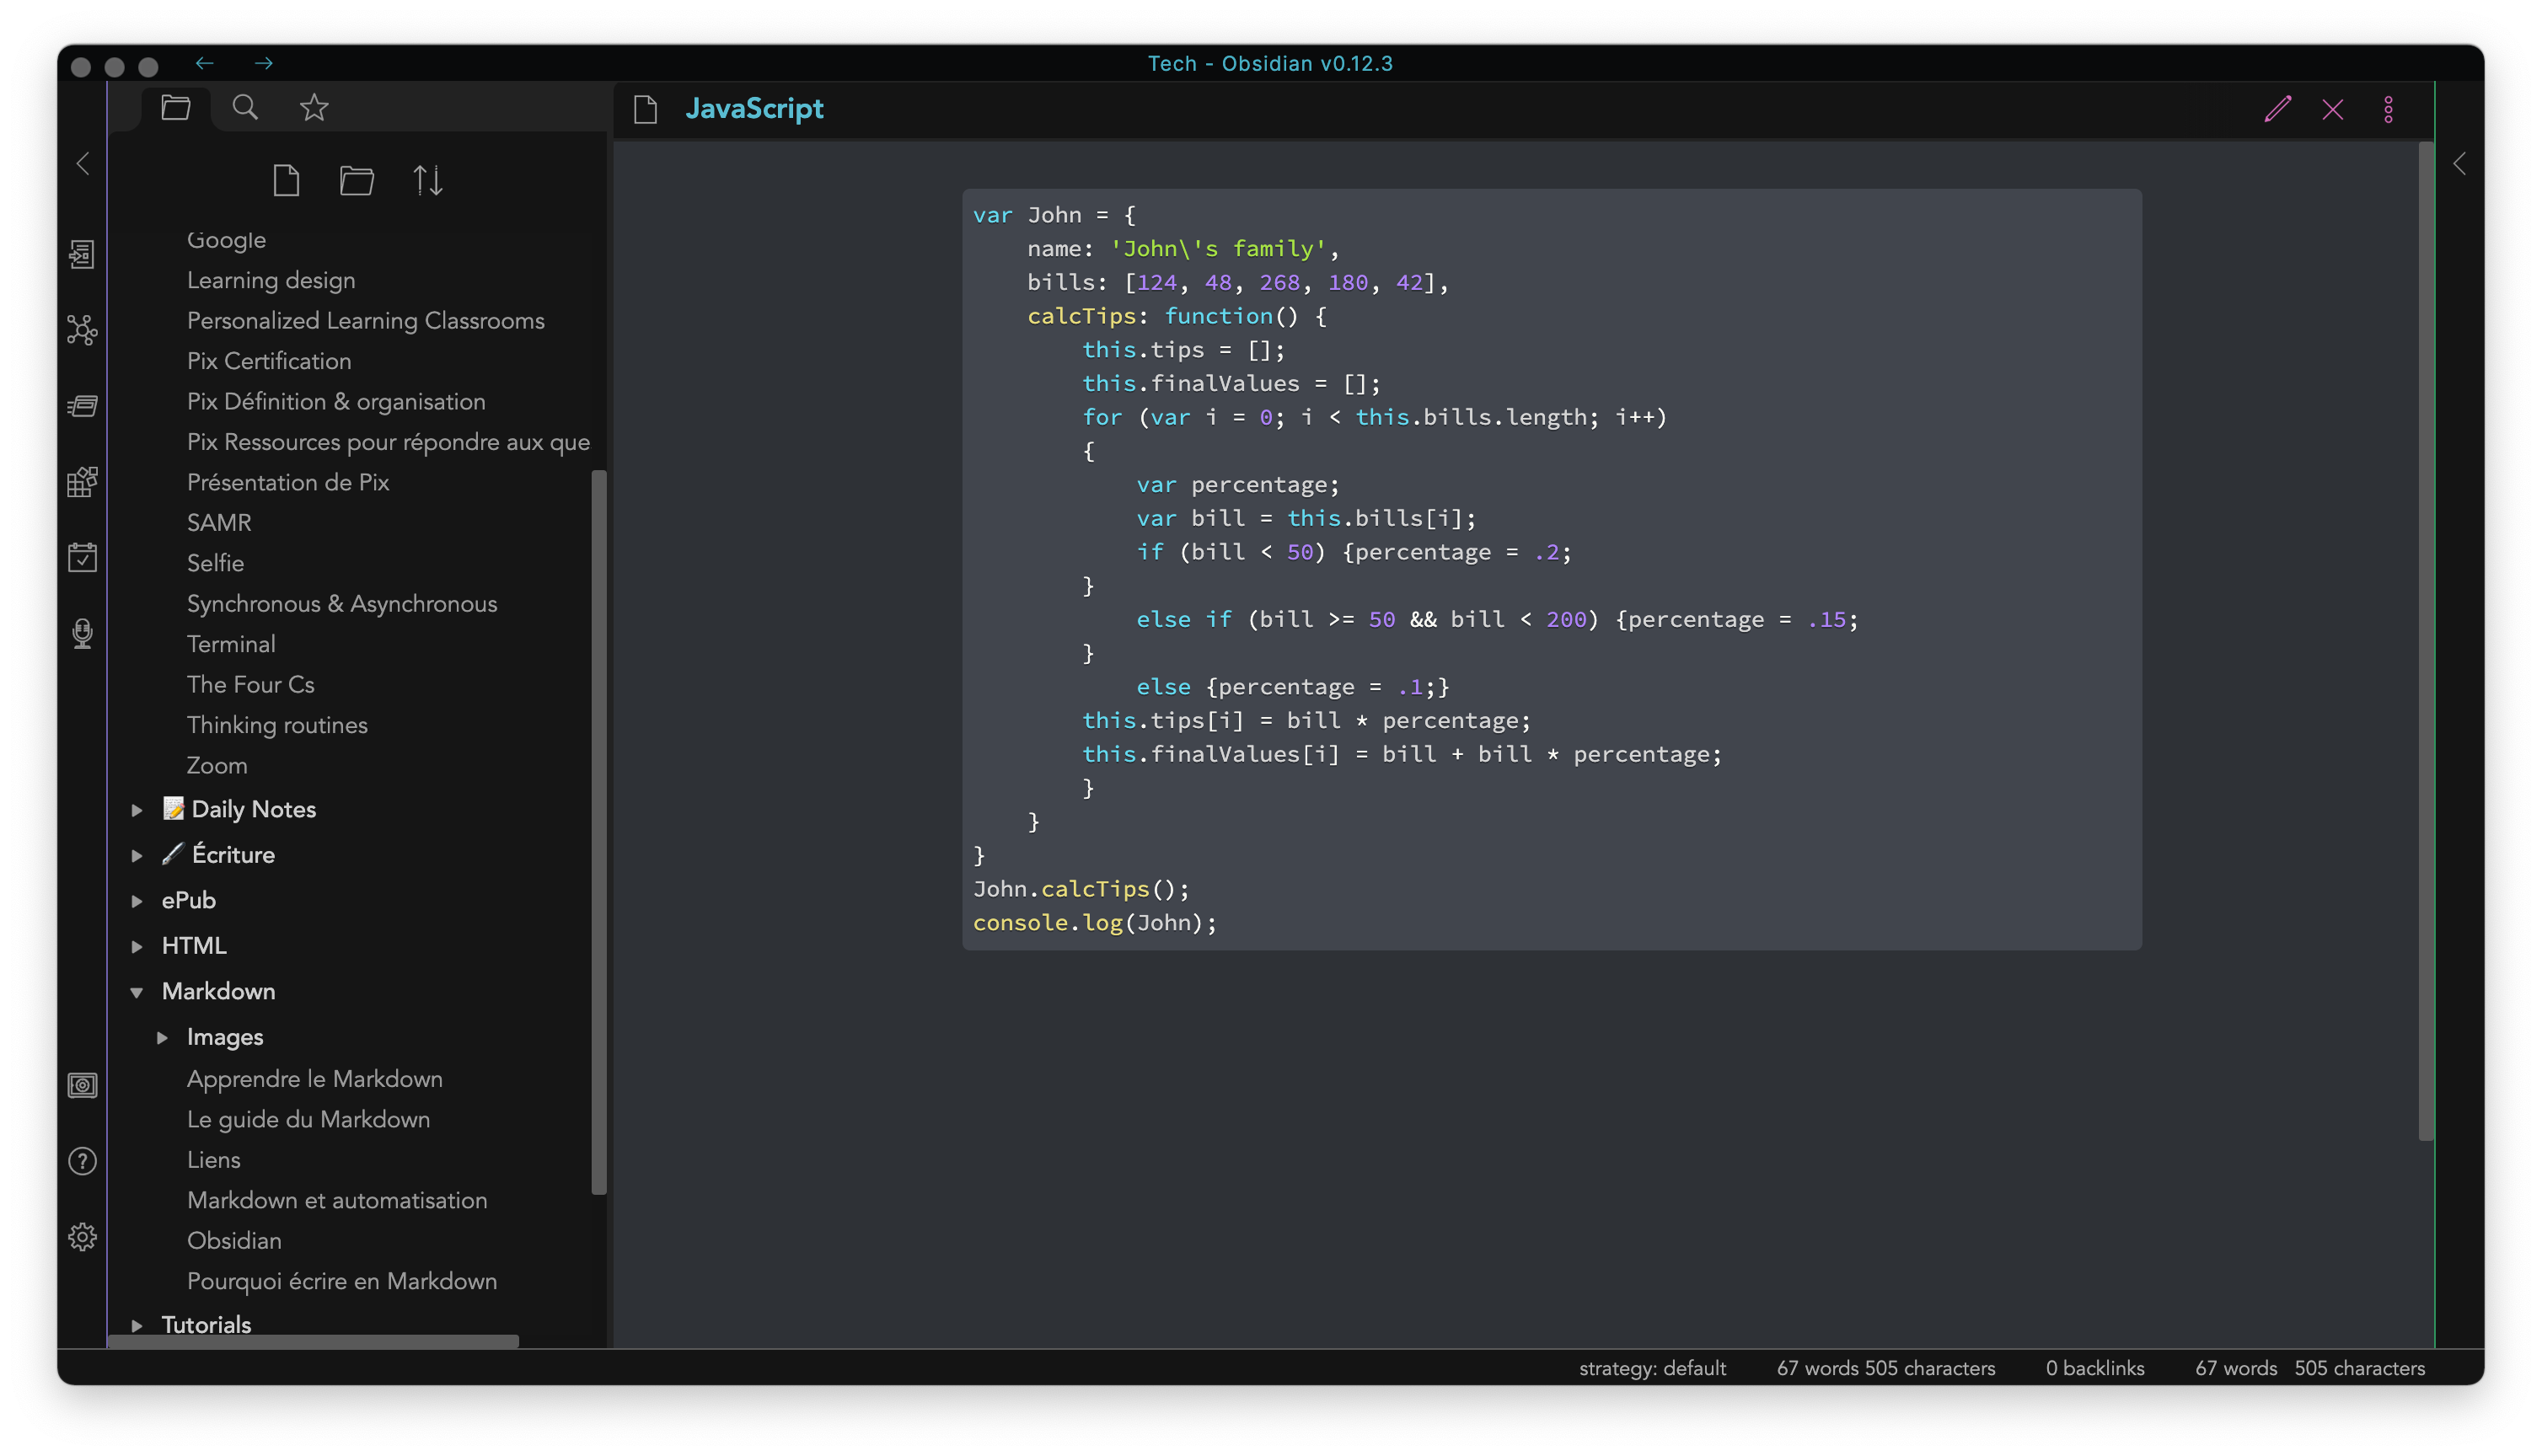 Tech - Obsidian v0.12.3
JavaScript
Google
Learning design
Personalized Learning Classrooms
Pix Certification
Pix Définition & organisation
Pix Ressources pour répondre aux que
Présentation de Pix
SAMR
Selfie
Synchronous & Asynchronous
Terminal
The Four Cs
Thinking routines
Zoom
Daily Notes
Écriture
ePub
HTML
Markdown
Images
Apprendre le Markdown
Le guide du Markdown
Liens
Markdown et automatisation
Obsidian
Pourquoi écrire en Markdown
Tutorials
var John = {
    name: 'John\'s family',
    bills: [124, 48, 268, 180, 42],
    calcTips: function() {
        this.tips = [];
        this.finalValues = [];
        for (var i = 0; i < this.bills.length; i++)
        {
            var percentage;
            var bill = this.bills[i];
            if (bill < 50) {percentage = .2;
        }
            else if (bill >= 50 && bill < 200) {percentage = .15;
        }
            else {percentage = .1;}
        this.tips[i] = bill * percentage;
        this.finalValues[i] = bill + bill * percentage;
        }
    }
}
John.calcTips();
console.log(John);
strategy: default 67 words 505 characters 0 backlinks 67 words 505 characters